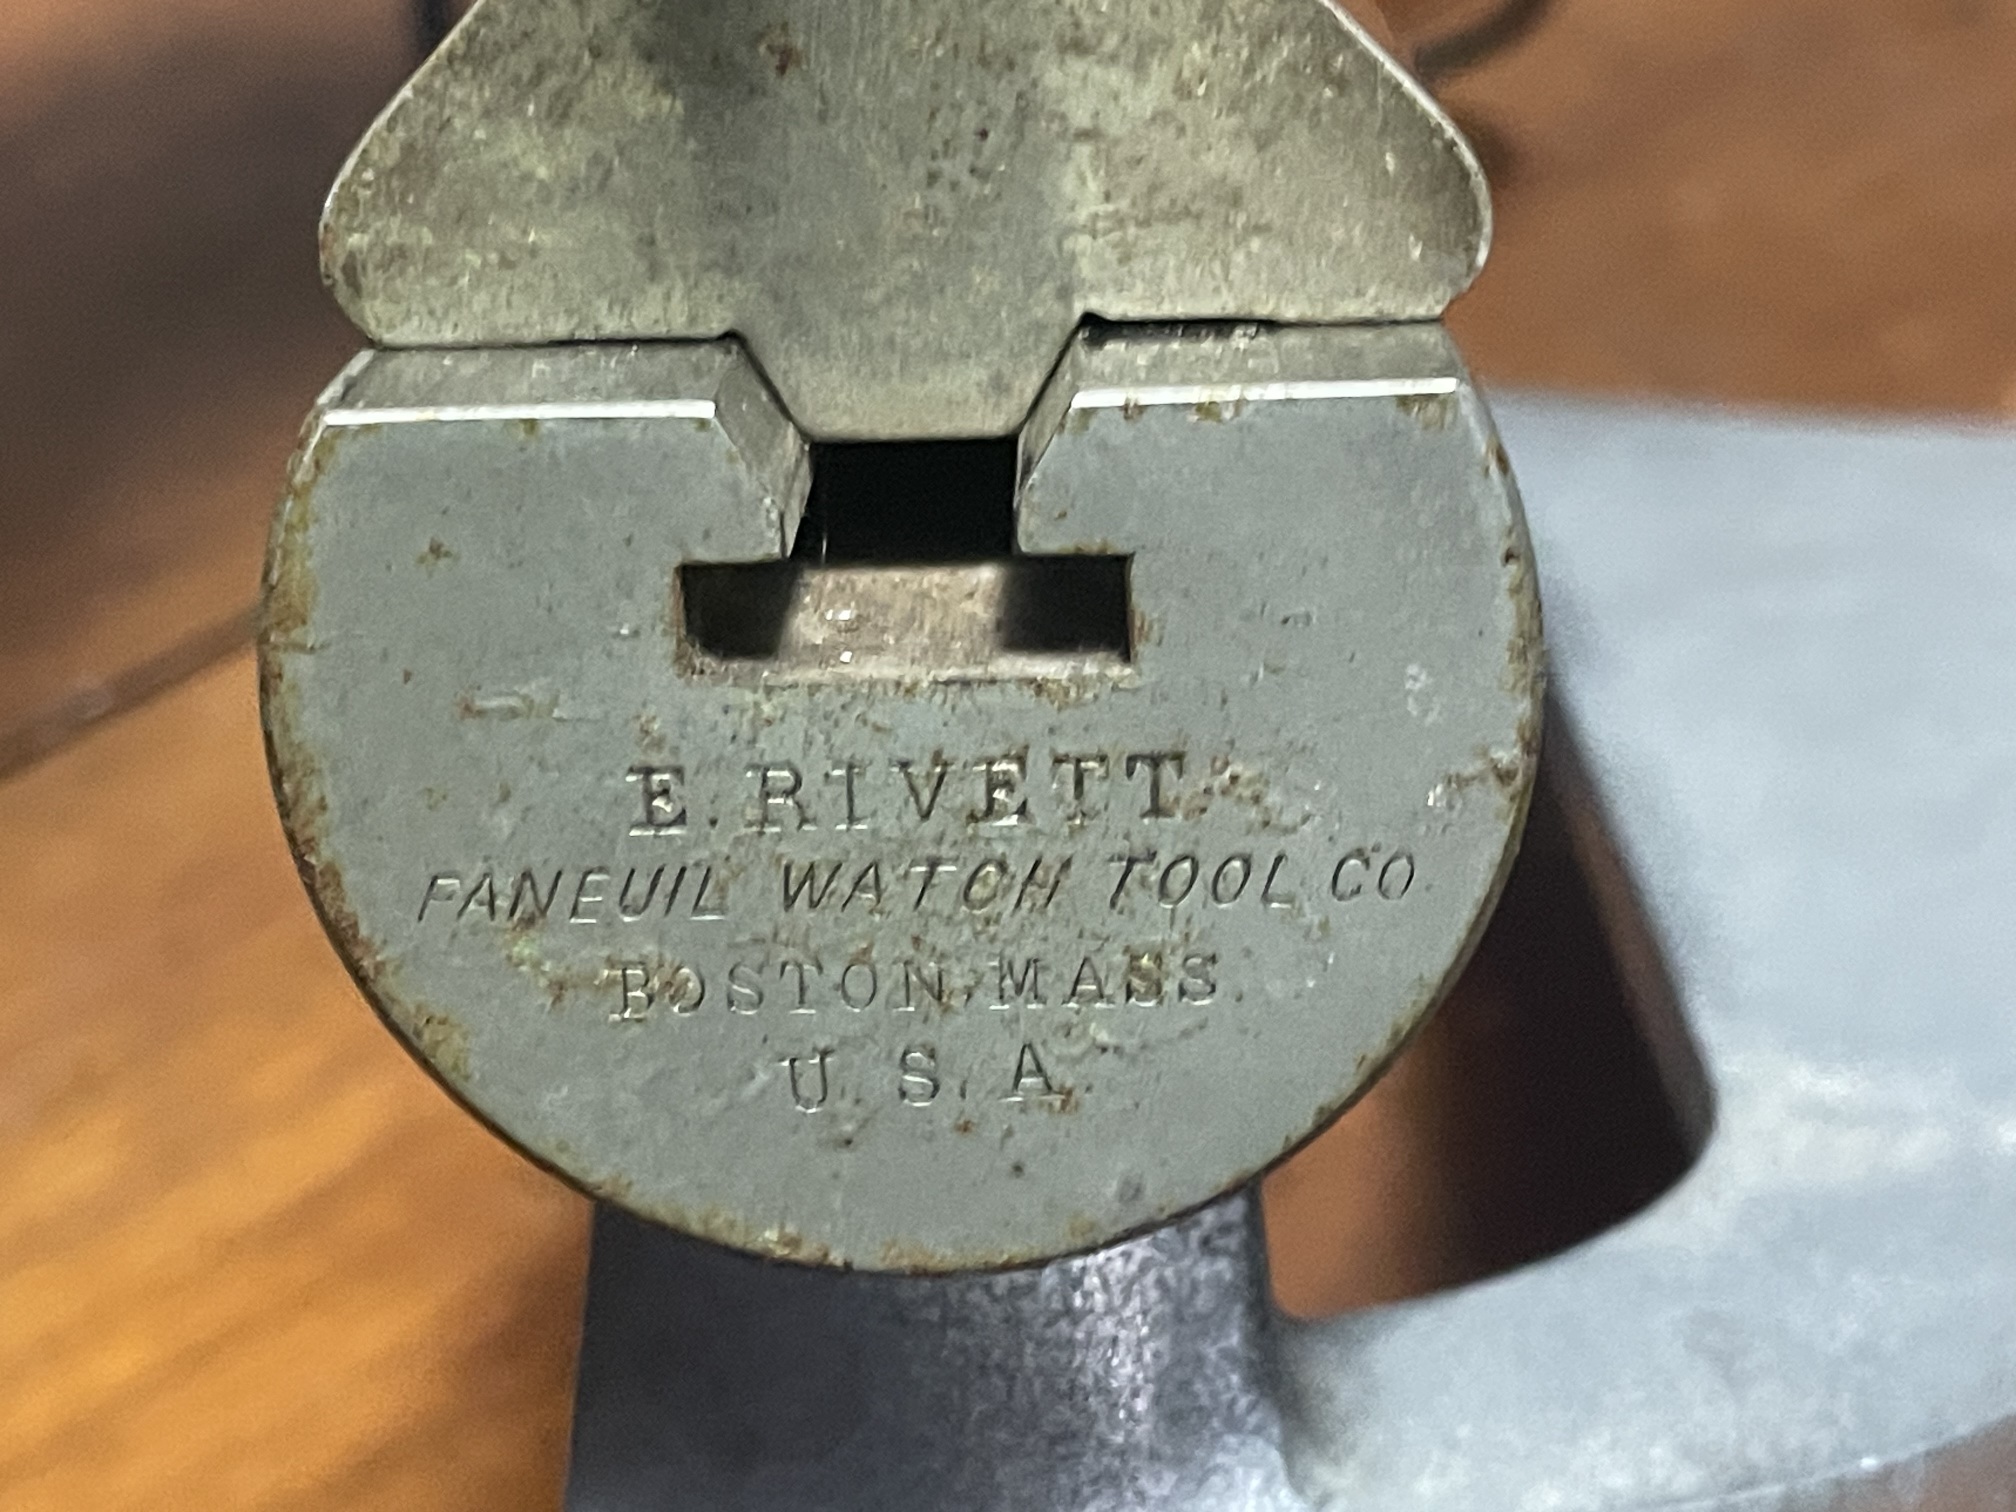 E. RIVETT.
FANEUIL WATCH TOOL CO.
BOSTON, MASS.
U. S. A.